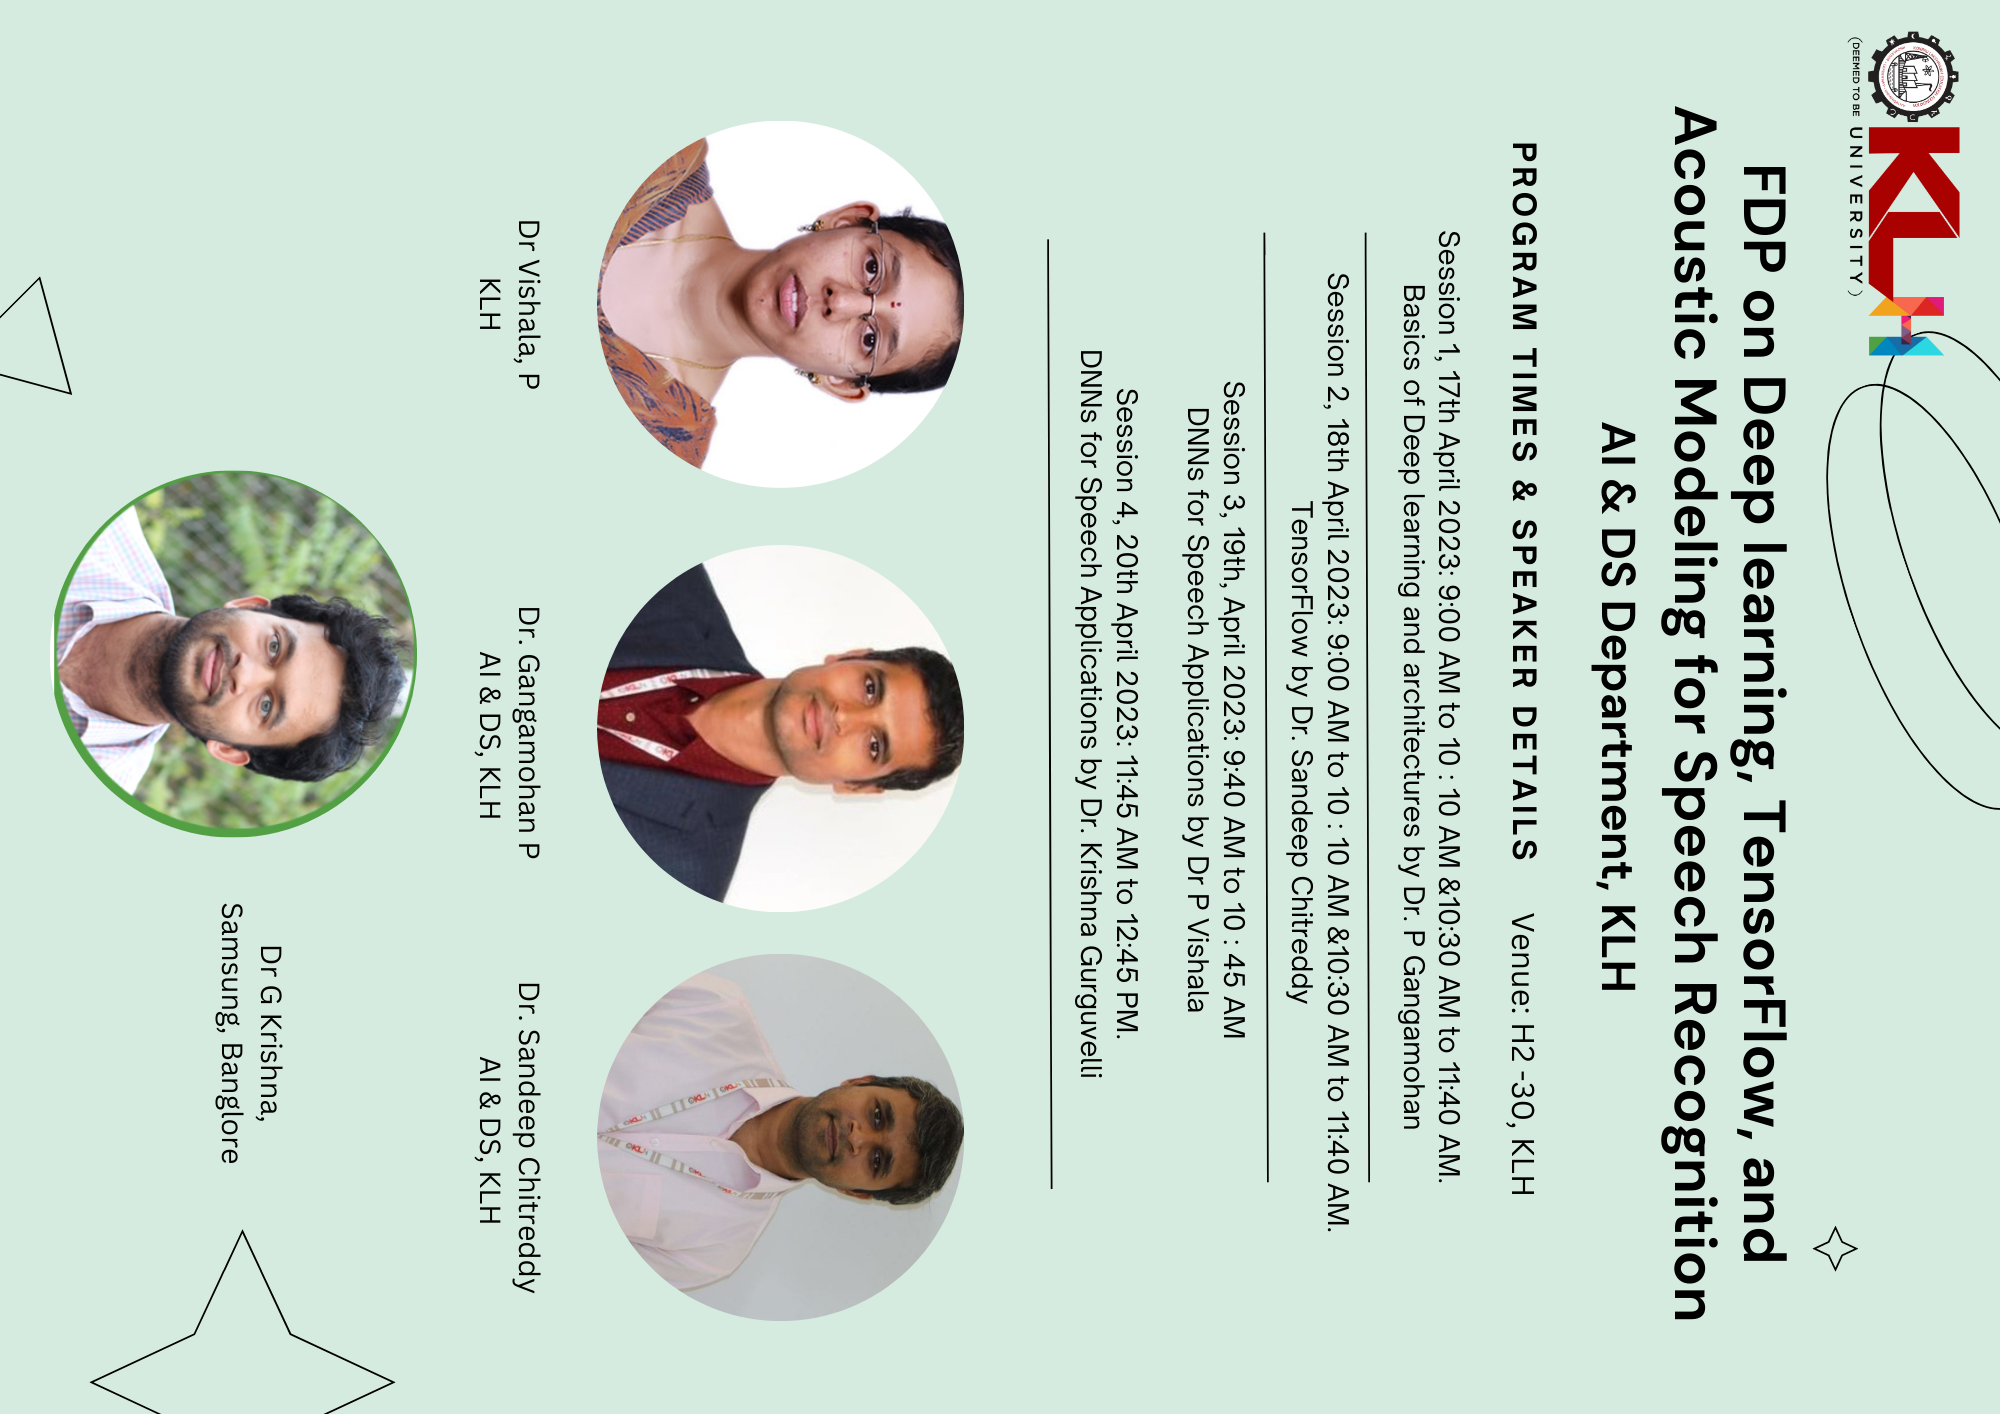 KLH
(DEEMED TO BE UNIVERSITY)
FDP on Deep learning, TensorFlow, and
Acoustic Modeling for Speech Recognition
AI & DS Department, KLH
PROGRAM TIMES & SPEAKER DETAILS Venue: H2 -30, KLH
Session 1, 17th April 2023: 9:00 AM to 10 : 10 AM &10:30 AM to 11:40 AM.
Basics of Deep learning and architectures by Dr. P Gangamohan
Session 2, 18th April 2023: 9:00 AM to 10 : 10 AM &10:30 AM to 11:40 AM.
TensorFlow by Dr. Sandeep Chitreddy
Session 3, 19th, April 2023: 9:40 AM to 10 : 45 AM
DNNs for Speech Applications by Dr P Vishala
Session 4, 20th April 2023: 11:45 AM to 12:45 PM.
DNNs for Speech Applications by Dr. Krishna Gurguvelli
Dr Vishala, P
KLH
Dr. Gangamohan P
AI & DS, KLH
Dr. Sandeep Chitreddy
AI & DS, KLH
Dr G Krishna,
Samsung, Banglore